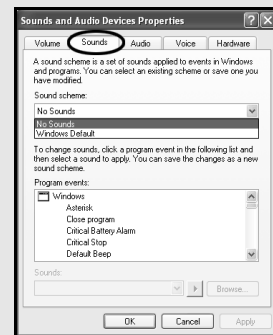 Sounds and Audio Devices Properties
Volume Sounds Audio Voice Hardware
A sound scheme is a set of sounds applied to events in Windows
and programs. You can select an existing scheme or save one you
have modified.
Sound scheme:
No Sounds
No Sounds
Windows Default
To change sounds, click a program event in the following list and
then select a sound to apply. You can save the changes as a new
sound scheme.
Program events:
Windows
Asterisk
Close program
Critical Battery Alarm
Critical Stop
Default Beep
Sounds:
Browse...
OK Cancel Apply